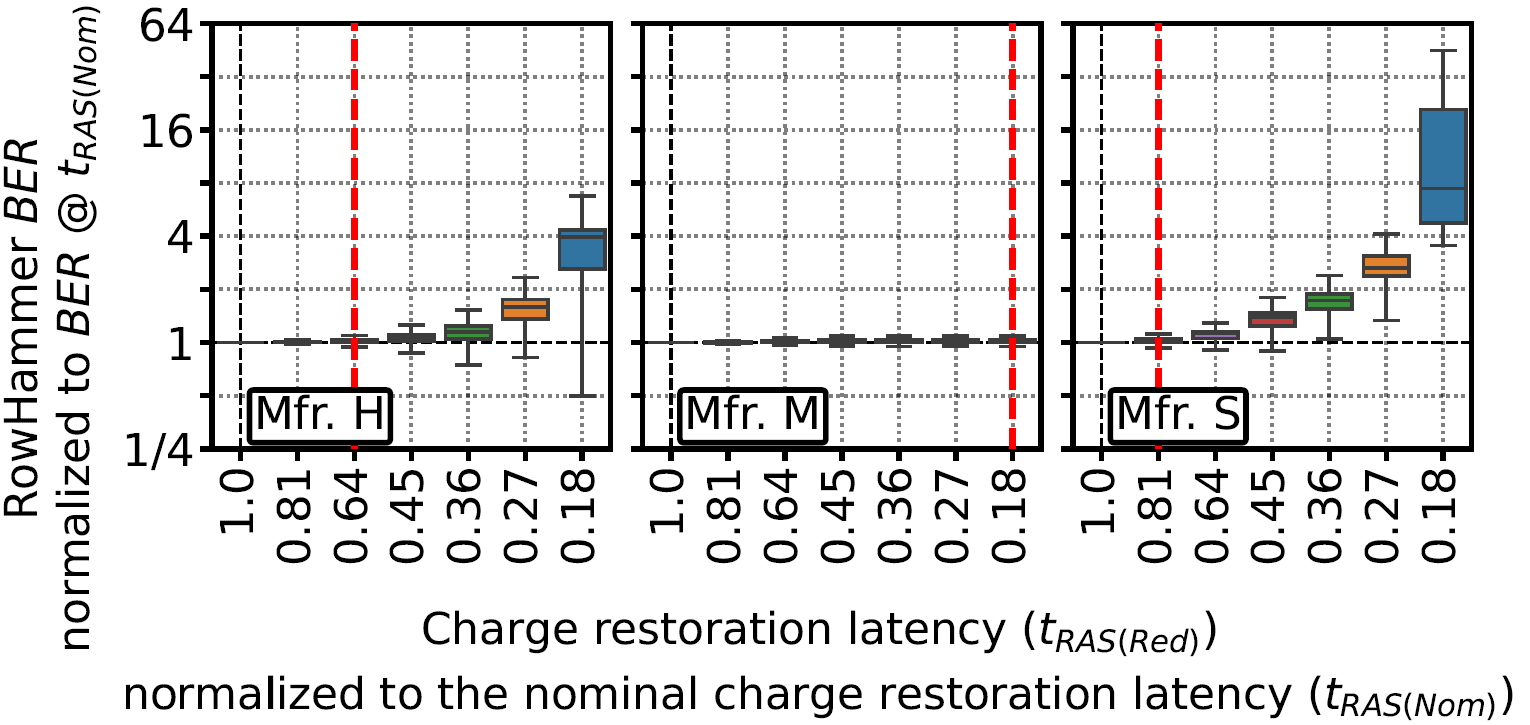 RowHammer BER
normalized to BER @ t_RAS(Nom)
64
16
4
1
1/4
Mfr. H
Mfr. M
Mfr. S
1.0 0.81 0.64 0.45 0.36 0.27 0.18
1.0 0.81 0.64 0.45 0.36 0.27 0.18
1.0 0.81 0.64 0.45 0.36 0.27 0.18
Charge restoration latency (t_RAS(Red))
normalized to the nominal charge restoration latency (t_RAS(Nom))